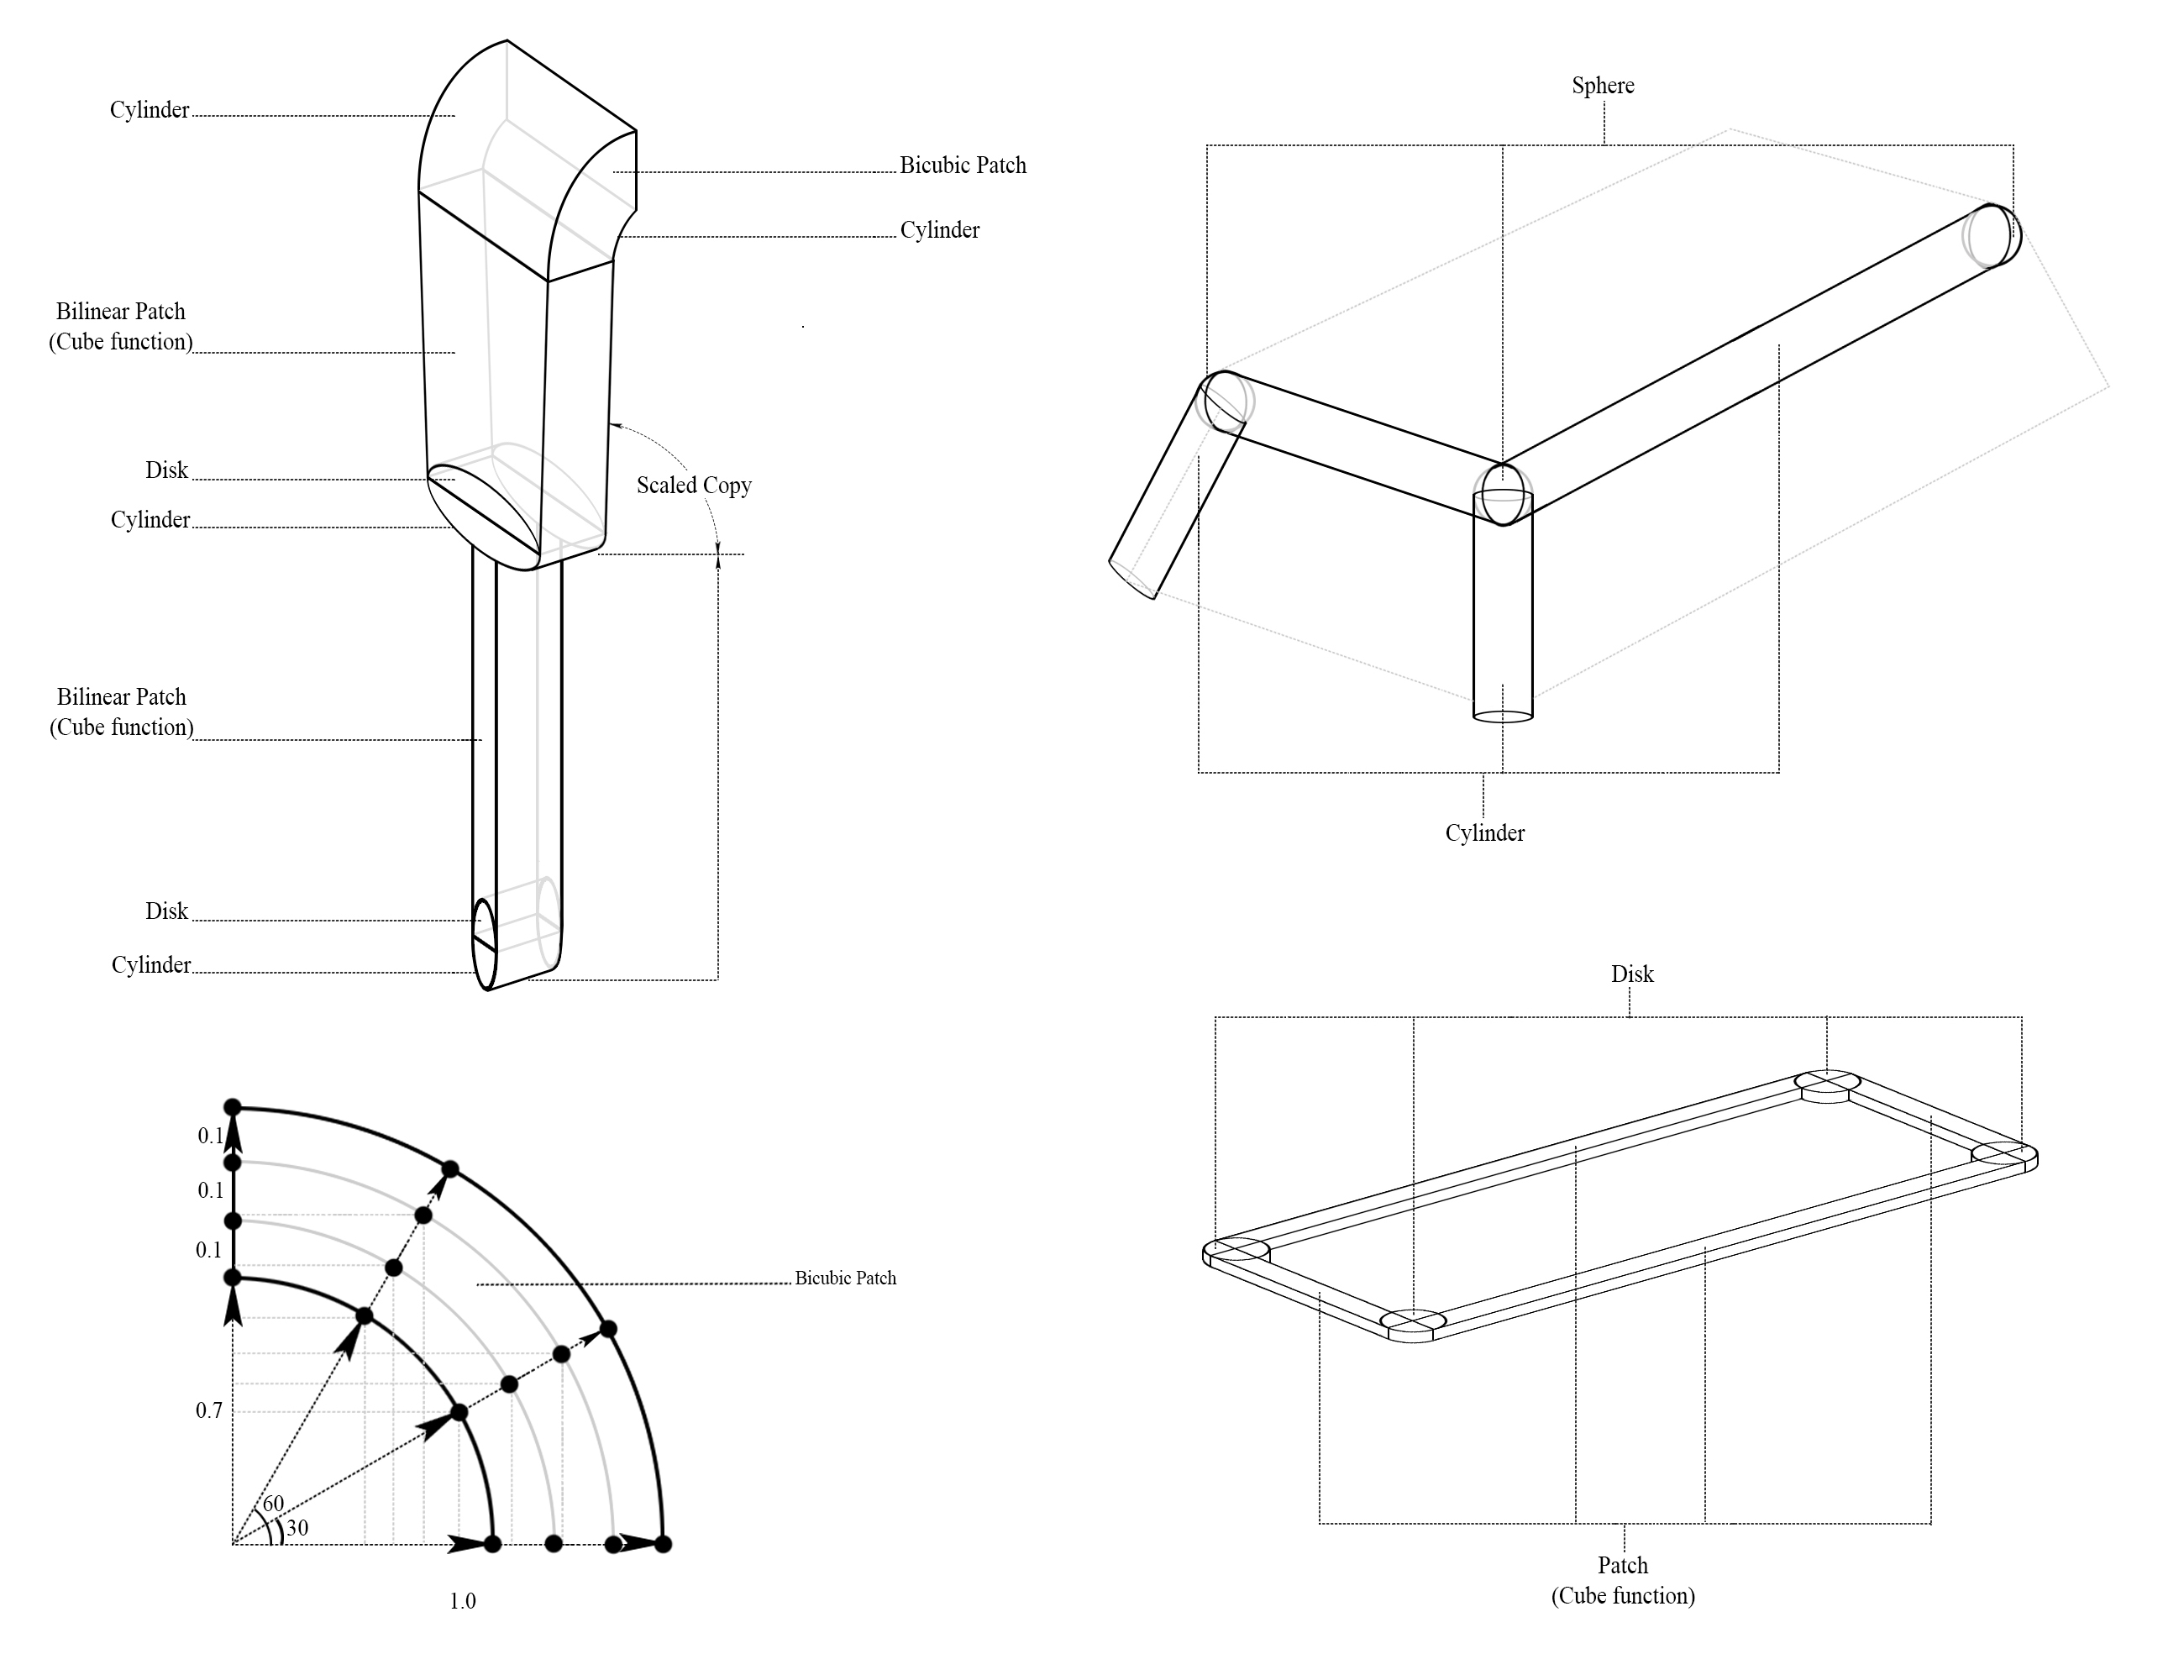 Cylinder
Bicubic Patch
Cylinder
Bilinear Patch
(Cube function)
Disk
Scaled Copy
Cylinder
Bilinear Patch
(Cube function)
Disk
Cylinder
Sphere
Cylinder
0.1
0.1
0.1
Bicubic Patch
0.7
60
30
1.0
Disk
Patch
(Cube function)